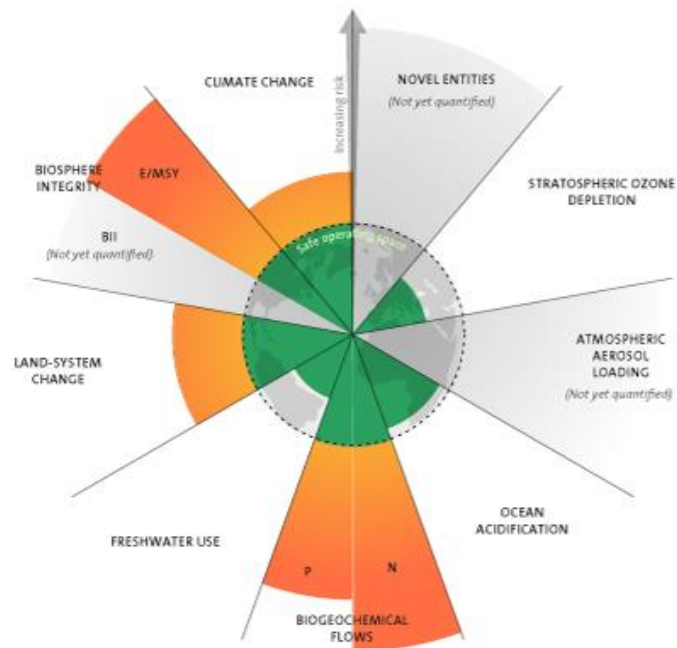 CLIMATE CHANGE
Increasing risk
NOVEL ENTITIES
(Not yet quantified)
STRATOSPHERIC OZONE
DEPLETION
ATMOSPHERIC
AEROSOL
LOADING
(Not yet quantified)
OCEAN
ACIDIFICATION
N
P
BIOGEOCHEMICAL
FLOWS
FRESHWATER USE
LAND-SYSTEM
CHANGE
BIOSPHERE
INTEGRITY
E/MSY
BII
(Not yet quantified)
Safe operating space